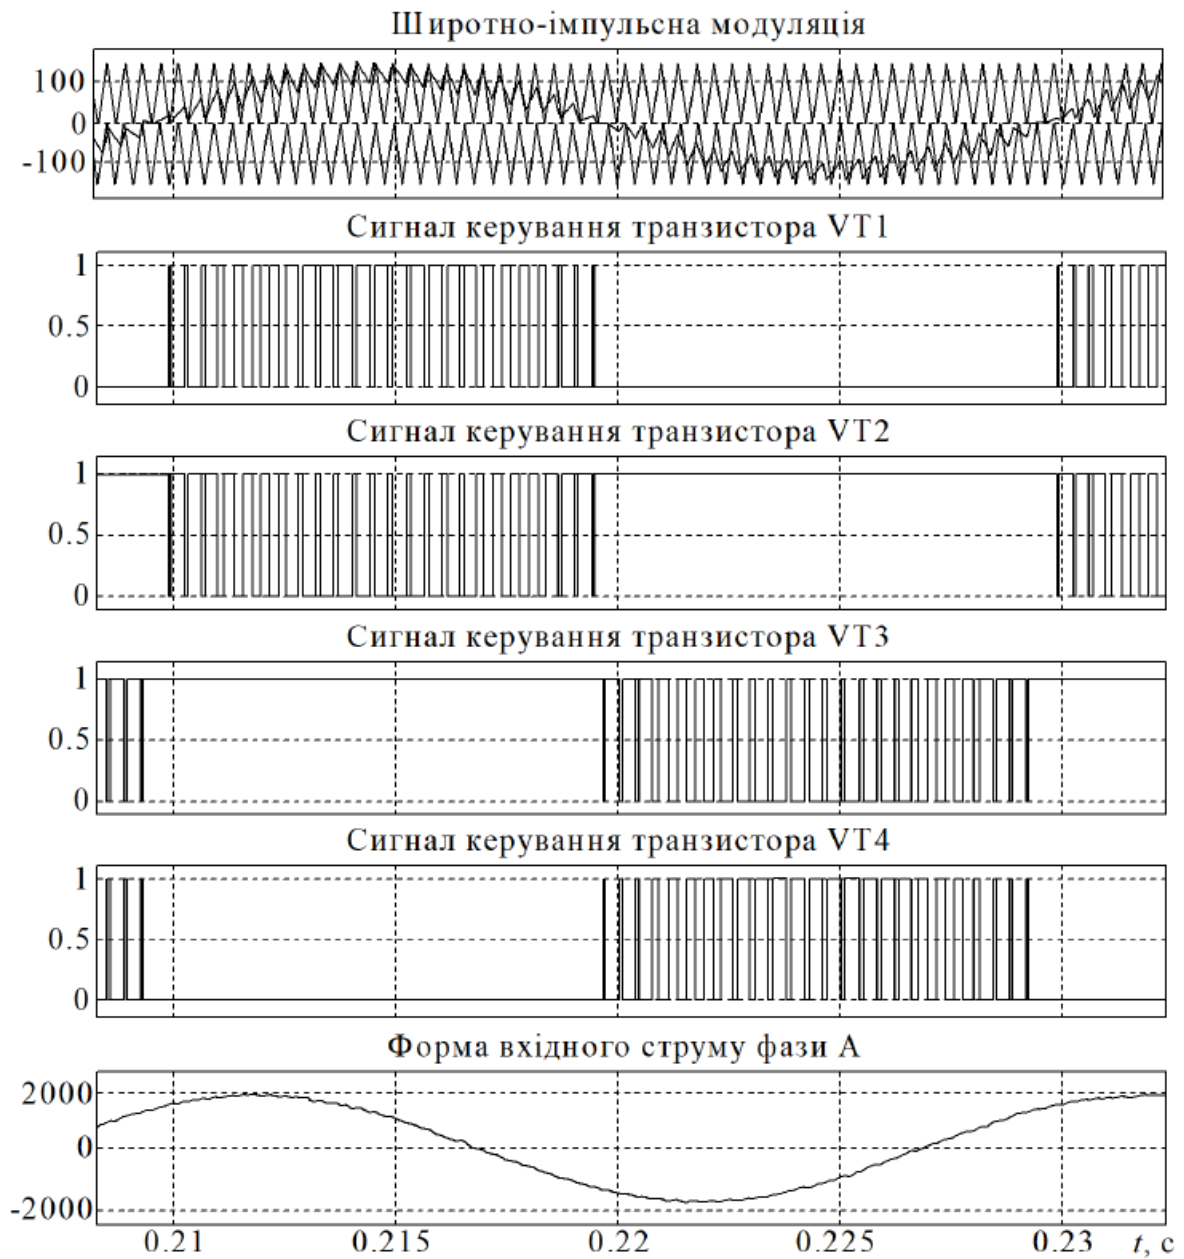 Широтно-імпульсна модуляція
100
0
-100
Сигнал керування транзистора VT1
1
0.5
0
Сигнал керування транзистора VT2
1
0.5
0
Сигнал керування транзистора VT3
1
0.5
0
Сигнал керування транзистора VT4
1
0.5
0
Форма вхідного струму фази А
2000
0
-2000
0.21 0.215 0.22 0.225 0.23 t, с